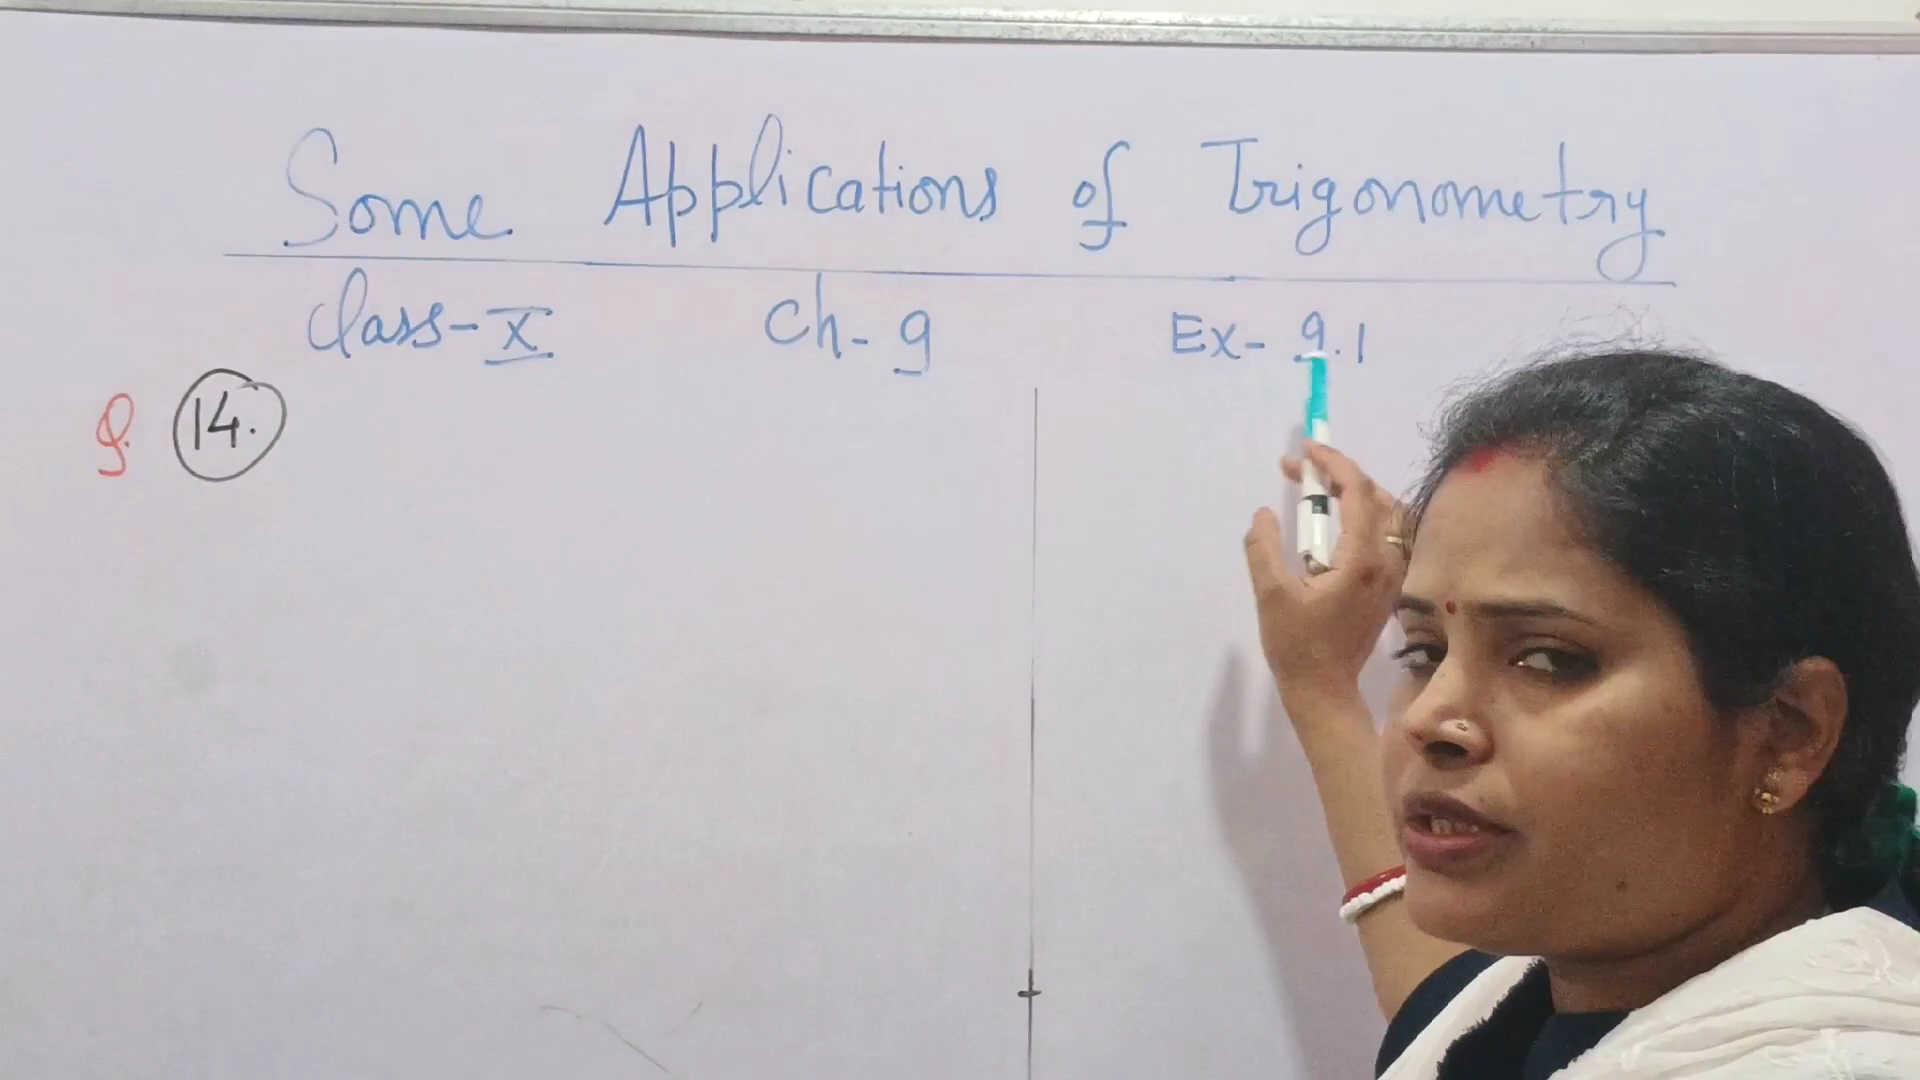 Some Applications of Trigonometry
Class-X Ch-9 Ex-9.1
Q. 14.